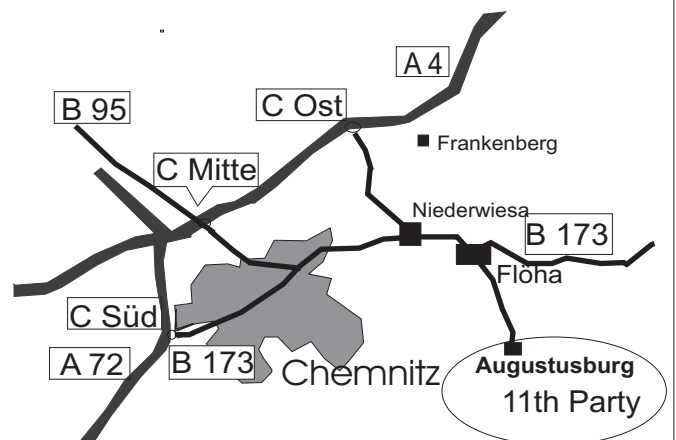 A 4
B 95
C Ost
Frankenberg
C Mitte
Niederwiesa
B 173
Flöha
C Süd
A 72
B 173
Chemnitz
Augustusburg
11th Party